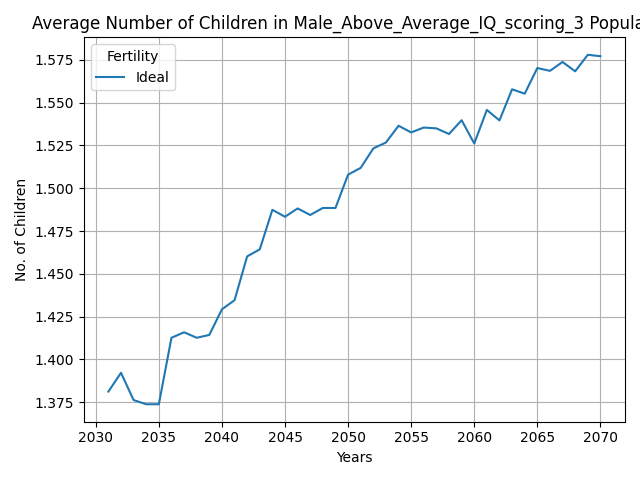 Average Number of Children in Male_Above_Average_IQ_scoring_3 Popula
Fertility
Ideal
1.575
1.550
1.525
1.500
1.475
1.450
1.425
1.400
1.375
No. of Children
2030 2035 2040 2045 2050 2055 2060 2065 2070
Years